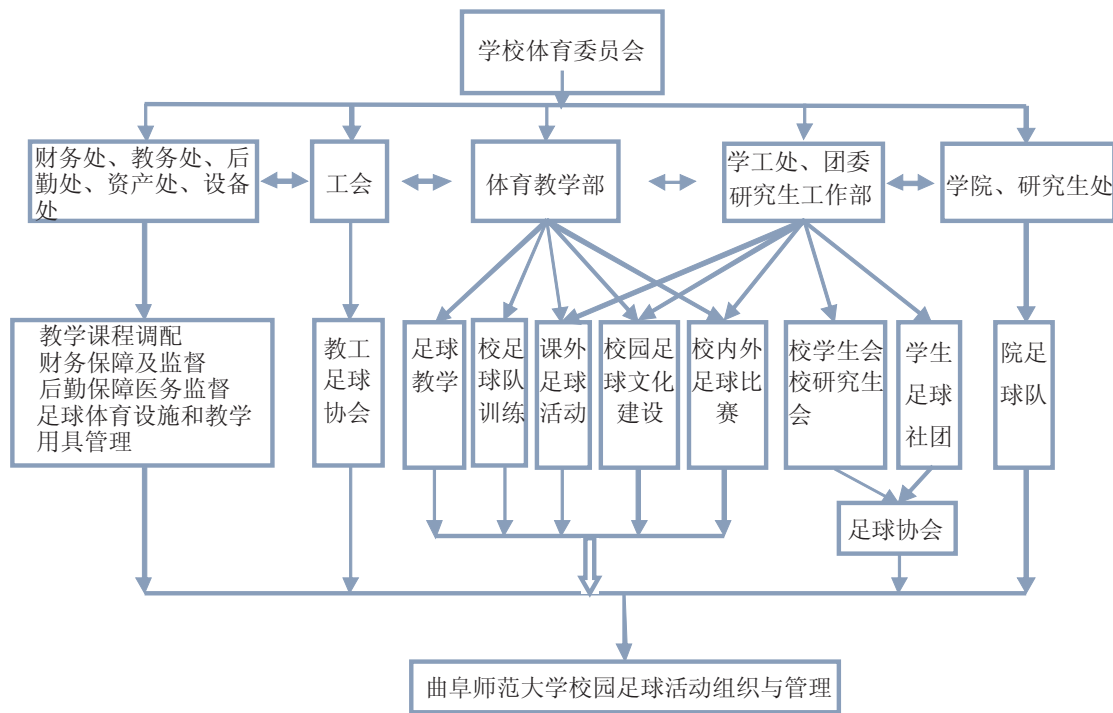 学校体育委员会
财务处、教务处、后
勤处、资产处、设备
处
工会
体育教学部
学工处、团委
研究生工作部
学院、研究生处
教学课程调配
财务保障及监督
后勤保障医务监督
足球体育设施和教学
用具管理
教工
足球
协会
足球
教学
校足
球队
训练
课外
足球
活动
校园足
球文化
建设
校内外
足球比
赛
校学生会
校研究生
会
学生
足球
社团
院足
球队
足球协会
曲阜师范大学校园足球活动组织与管理